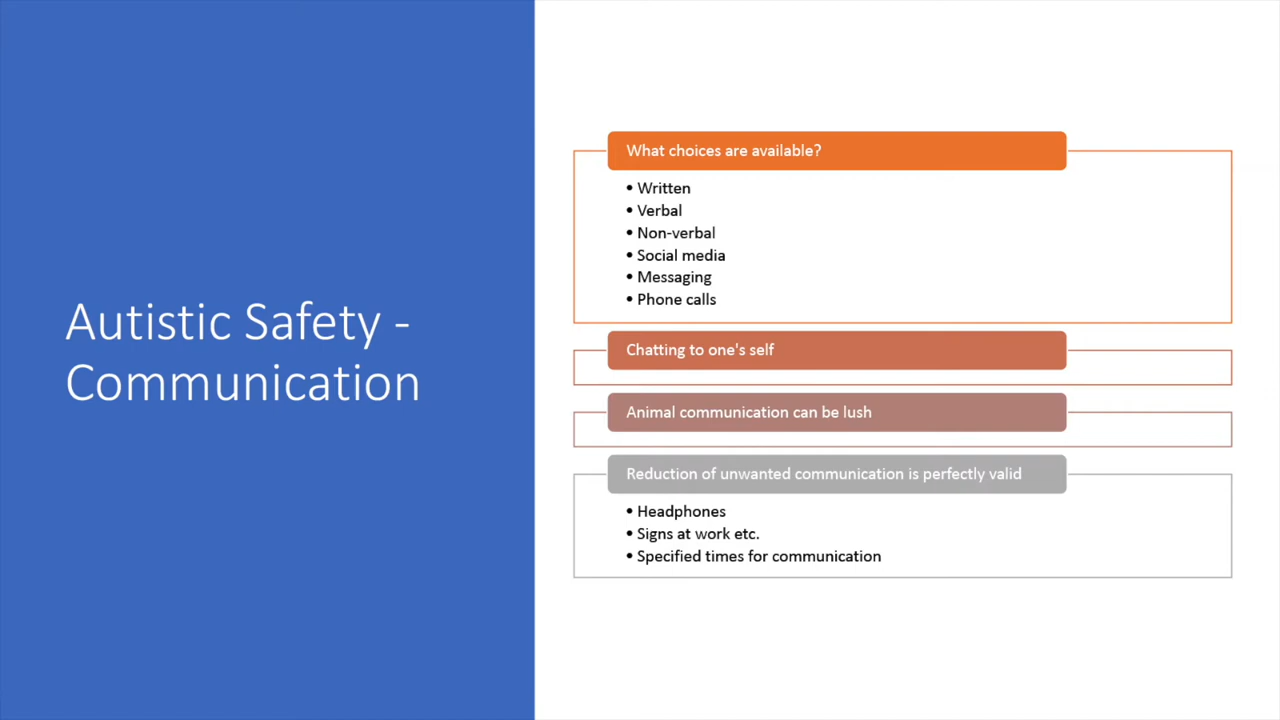 Autistic Safety -
Communication
What choices are available?
• Written
• Verbal
• Non-verbal
• Social media
• Messaging
• Phone calls
Chatting to one's self
Animal communication can be lush
Reduction of unwanted communication is perfectly valid
• Headphones
• Signs at work etc.
• Specified times for communication